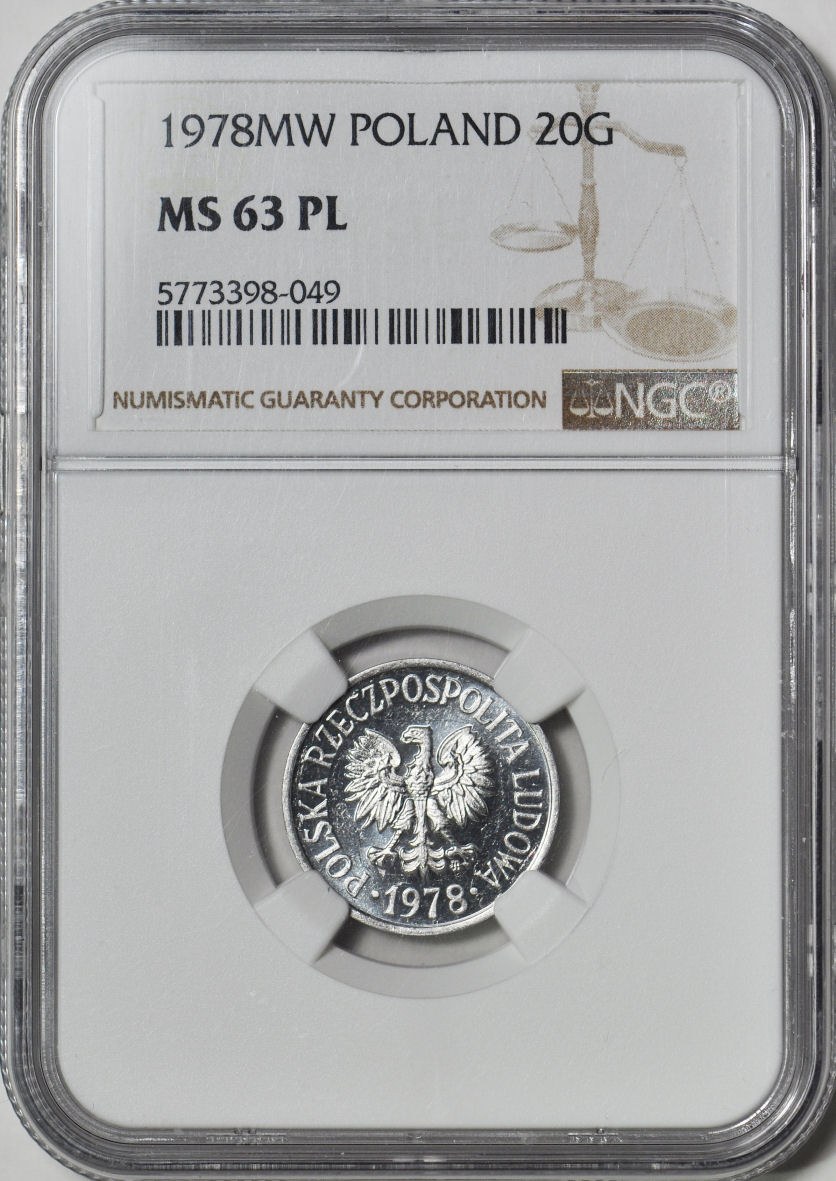 1978MW POLAND 20G
MS 63 PL
5773398-049
NUMISMATIC GUARANTY CORPORATION
NGC®
POLSKA RZECZPOSPOLITA LUDOWA
·1978·